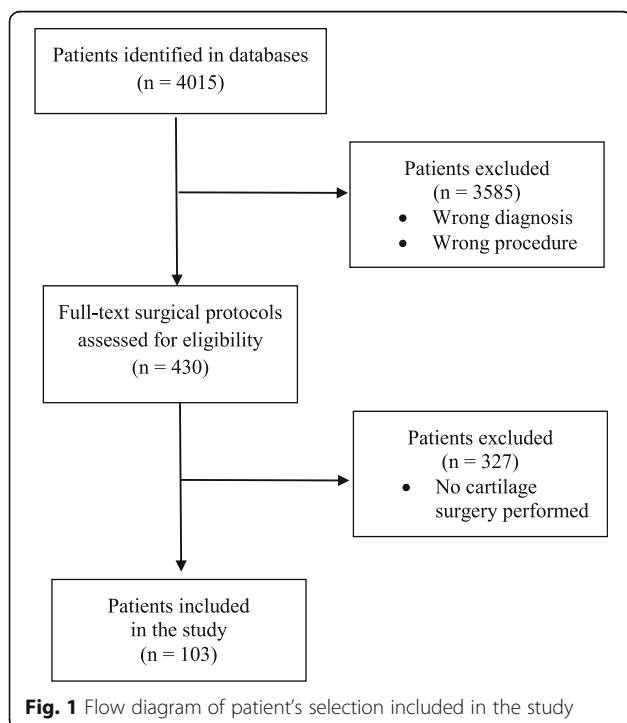 Patients identified in databases
(n = 4015)
Patients excluded
(n = 3585)
• Wrong diagnosis
• Wrong procedure
Full-text surgical protocols
assessed for eligibility
(n = 430)
Patients excluded
(n = 327)
• No cartilage
surgery performed
Patients included
in the study
(n = 103)
Fig. 1 Flow diagram of patient's selection included in the study